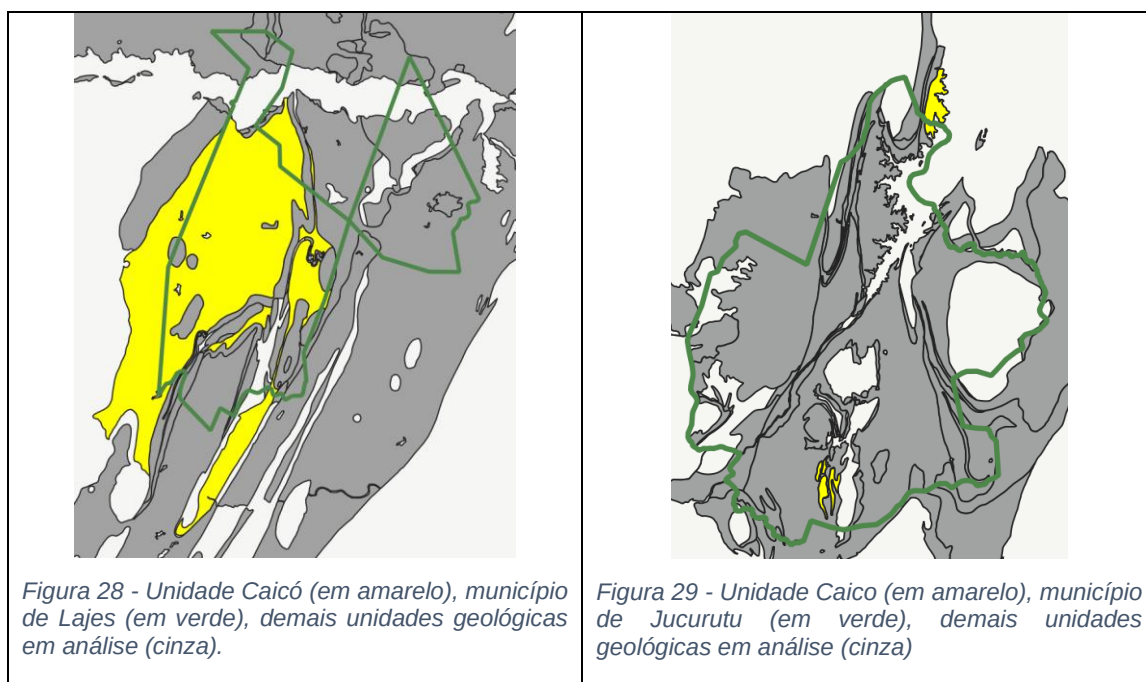 Figura 28 - Unidade Caicó (em amarelo), município
de Lajes (em verde), demais unidades geológicas
em análise (cinza).
Figura 29 - Unidade Caico (em amarelo), município
de Jucurutu (em verde), demais unidades
geológicas em análise (cinza)